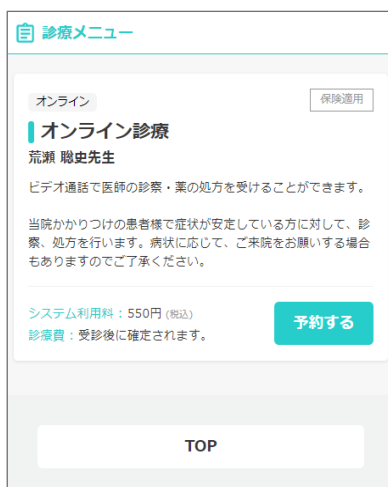 診療メニュー
オンライン
保険適用
オンライン診療
荒瀬 聡史先生
ビデオ通話で医師の診察・薬の処方を受けることができます。
当院かかりつけの患者様で症状が安定している方に対して、診
察、処方を行います。病状に応じて、ご来院をお願いする場合
もありますのでご了承ください。
システム利用料：550円 (税込)
診療費：受診後に確定されます。
予約する
TOP